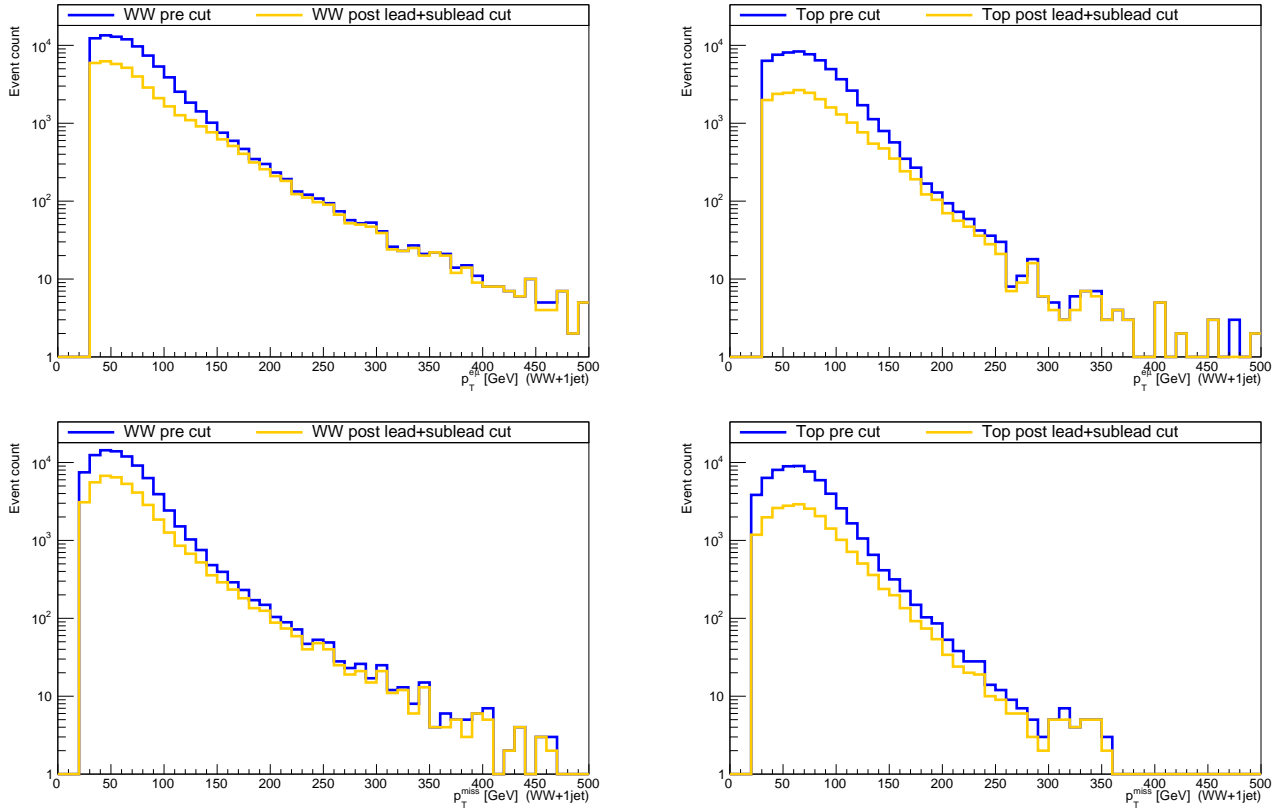 WW pre cut WW post lead+sublead cut
Event count
10⁴
10³
10²
10
1
0 50 100 150 200 250 300 350 400 450 500
p_T^eμ [GeV] (WW+1jet)
Top pre cut Top post lead+sublead cut
Event count
10⁴
10³
10²
10
1
0 50 100 150 200 250 300 350 400 450 500
p_T^eμ [GeV] (WW+1jet)
WW pre cut WW post lead+sublead cut
Event count
10⁴
10³
10²
10
1
0 50 100 150 200 250 300 350 400 450 500
p_T^miss [GeV] (WW+1jet)
Top pre cut Top post lead+sublead cut
Event count
10⁴
10³
10²
10
1
0 50 100 150 200 250 300 350 400 450 500
p_T^miss [GeV] (WW+1jet)